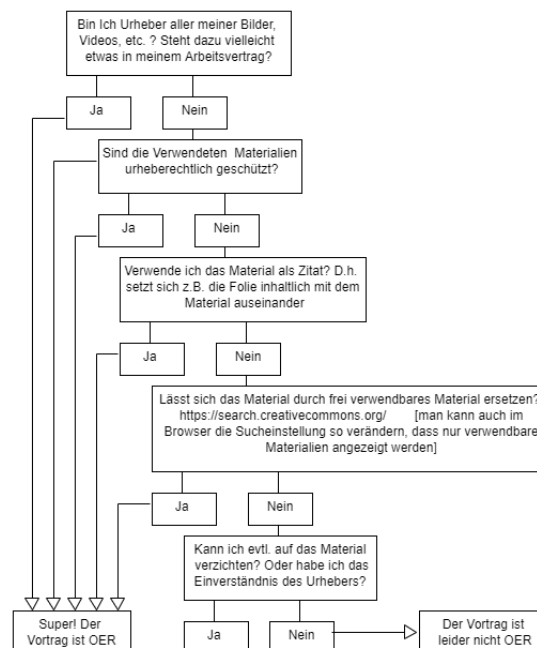 Bin Ich Urheber aller meiner Bilder,
Videos, etc. ? Steht dazu vielleicht
etwas in meinem Arbeitsvertrag?
Ja
Nein
Sind die Verwendeten Materialien
urheberechtlich geschützt?
Ja
Nein
Verwende ich das Material als Zitat? D.h.
setzt sich z.B. die Folie inhaltlich mit dem
Material auseinander
Ja
Nein
Lässt sich das Material durch frei verwendbares Material ersetzen?
https://search.creativecommons.org/ [man kann auch im
Browser die Sucheinstellung so verändern, dass nur verwendbare
Materialien angezeigt werden]
Ja
Nein
Kann ich evtl. auf das Material
verzichten? Oder habe ich das
Einverständnis des Urhebers?
Super! Der
Vortrag ist OER
Ja
Nein
Der Vortrag ist
leider nicht OER